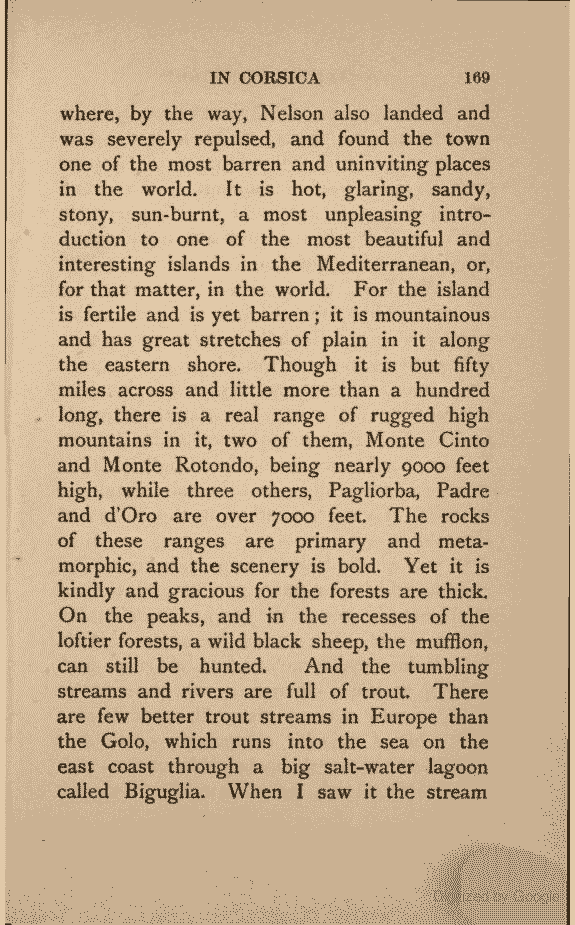 IN CORSICA 169
where, by the way, Nelson also landed and
was severely repulsed, and found the town
one of the most barren and uninviting places
in the world. It is hot, glaring, sandy,
stony, sun-burnt, a most unpleasing intro-
duction to one of the most beautiful and
interesting islands in the Mediterranean, or,
for that matter, in the world. For the island
is fertile and is yet barren; it is mountainous
and has great stretches of plain in it along
the eastern shore. Though it is but fifty
miles across and little more than a hundred
long, there is a real range of rugged high
mountains in it, two of them, Monte Cinto
and Monte Rotondo, being nearly 9000 feet
high, while three others, Pagliorba, Padre
and d'Oro are over 7000 feet. The rocks
of these ranges are primary and meta-
morphic, and the scenery is bold. Yet it is
kindly and gracious for the forests are thick.
On the peaks, and in the recesses of the
loftier forests, a wild black sheep, the mufflon,
can still be hunted. And the tumbling
streams and rivers are full of trout. There
are few better trout streams in Europe than
the Golo, which runs into the sea on the
east coast through a big salt-water lagoon
called Biguglia. When I saw it the stream
Digitized by Google